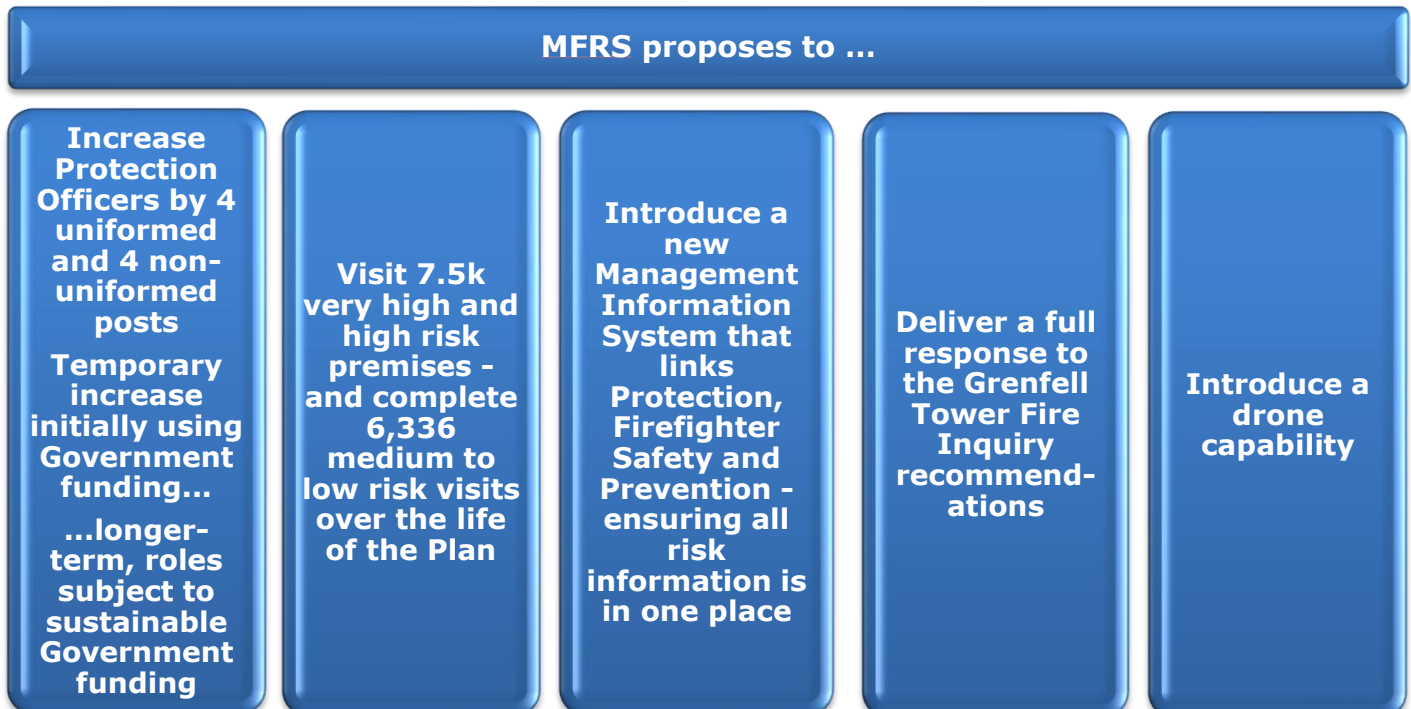 MFRS proposes to ...
Increase
Protection
Officers by 4
uniformed
and 4 non-
uniformed
posts
Temporary
increase
initially using
Government
funding...
...longer-
term, roles
subject to
sustainable
Government
funding
Visit 7.5k
very high and
high risk
premises -
and complete
6,336
medium to
low risk visits
over the life
of the Plan
Introduce a
new
Management
Information
System that
links
Protection,
Firefighter
Safety and
Prevention -
ensuring all
risk
information is
in one place
Deliver a full
response to
the Grenfell
Tower Fire
Inquiry
recommend-
ations
Introduce a
drone
capability